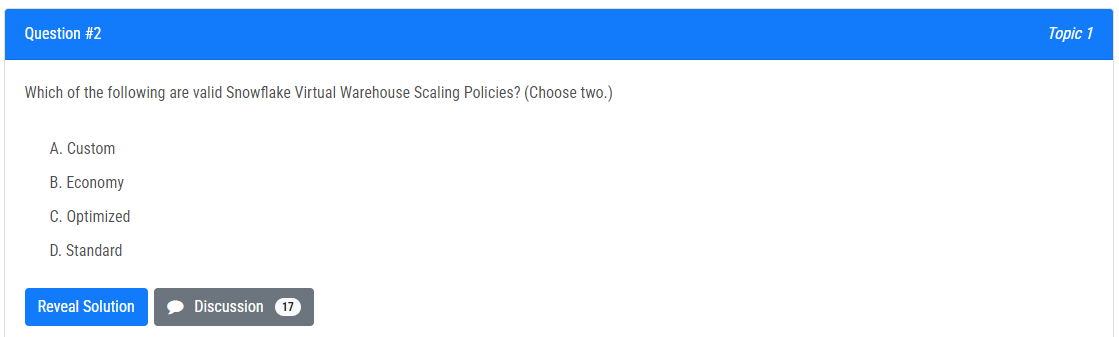 Question #2
Topic 1
Which of the following are valid Snowflake Virtual Warehouse Scaling Policies? (Choose two.)
A. Custom
B. Economy
C. Optimized
D. Standard
Reveal Solution
Discussion 17